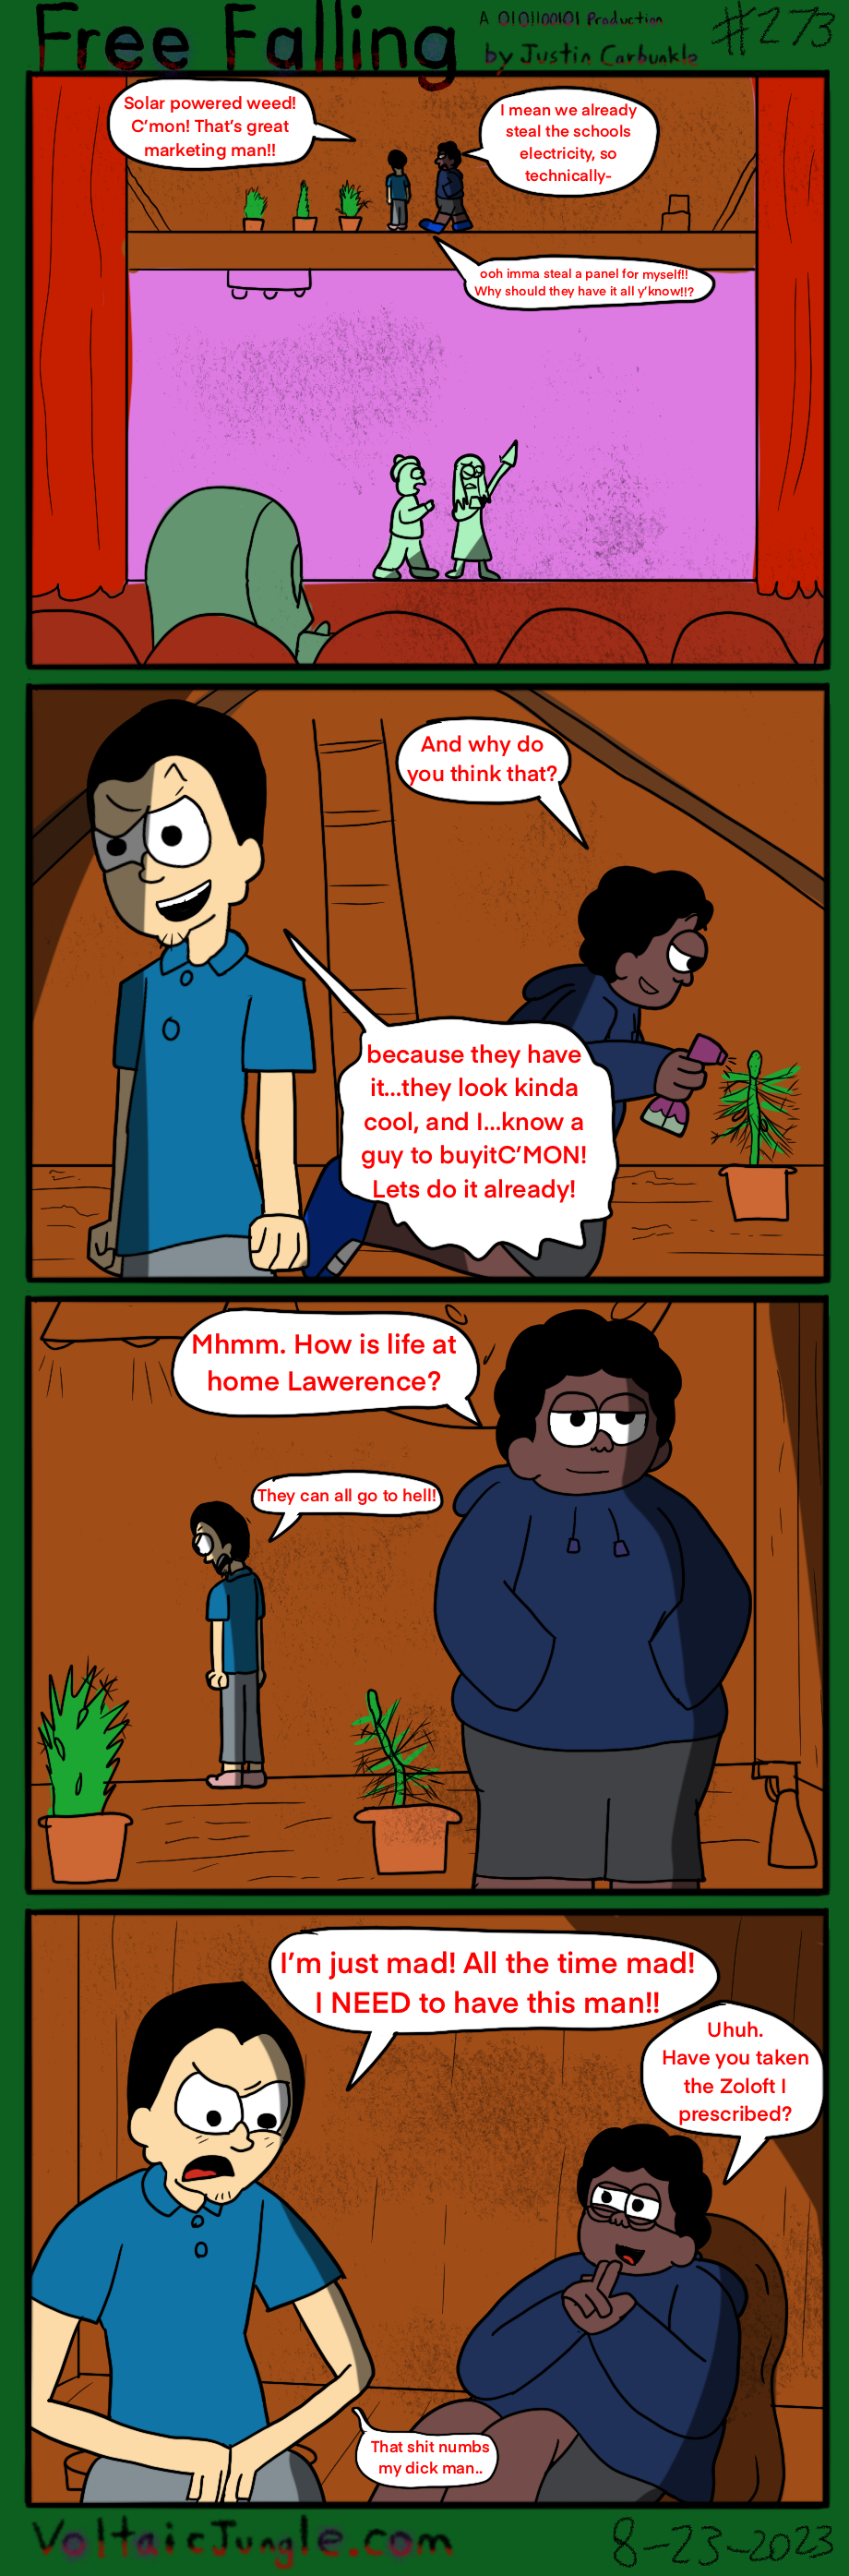 Free Falling
A 0101100101 Production
by Justin Carbunkle
#273
Solar powered weed!
C'mon! That's great
marketing man!!
I mean we already
steal the schools
electricity, so
technically-
ooh imma steal a panel for myself!!
Why should they have it all y'know!!?
And why do
you think that?
because they have
it...they look kinda
cool, and I...know a
guy to buyitC'MON!
Lets do it already!
Mhmm. How is life at
home Lawerence?
They can all go to hell!
I'm just mad! All the time mad!
I NEED to have this man!!
Uhuh.
Have you taken
the Zoloft I
prescribed?
That shit numbs
my dick man..
VoltaicJungle.com
8-23-2023